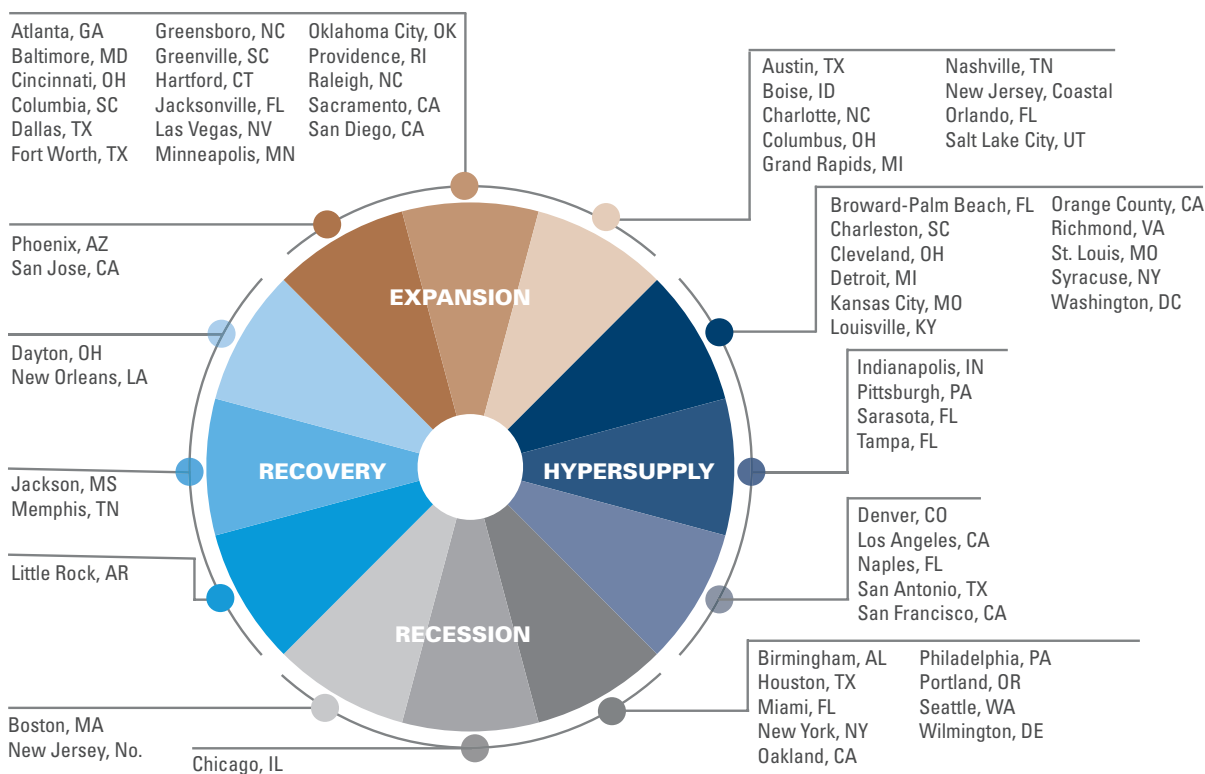 Atlanta, GA
Baltimore, MD
Cincinnati, OH
Columbia, SC
Dallas, TX
Fort Worth, TX
Greensboro, NC
Greenville, SC
Hartford, CT
Jacksonville, FL
Las Vegas, NV
Minneapolis, MN
Oklahoma City, OK
Providence, RI
Raleigh, NC
Sacramento, CA
San Diego, CA
Austin, TX
Boise, ID
Charlotte, NC
Columbus, OH
Grand Rapids, MI
Nashville, TN
New Jersey, Coastal
Orlando, FL
Salt Lake City, UT
Phoenix, AZ
San Jose, CA
Broward-Palm Beach, FL
Charleston, SC
Cleveland, OH
Detroit, MI
Kansas City, MO
Louisville, KY
Orange County, CA
Richmond, VA
St. Louis, MO
Syracuse, NY
Washington, DC
EXPANSION
Dayton, OH
New Orleans, LA
Indianapolis, IN
Pittsburgh, PA
Sarasota, FL
Tampa, FL
RECOVERY
HYPERSUPPLY
Jackson, MS
Memphis, TN
Denver, CO
Los Angeles, CA
Naples, FL
San Antonio, TX
San Francisco, CA
Little Rock, AR
RECESSION
Birmingham, AL
Houston, TX
Miami, FL
New York, NY
Oakland, CA
Philadelphia, PA
Portland, OR
Seattle, WA
Wilmington, DE
Boston, MA
New Jersey, No.
Chicago, IL